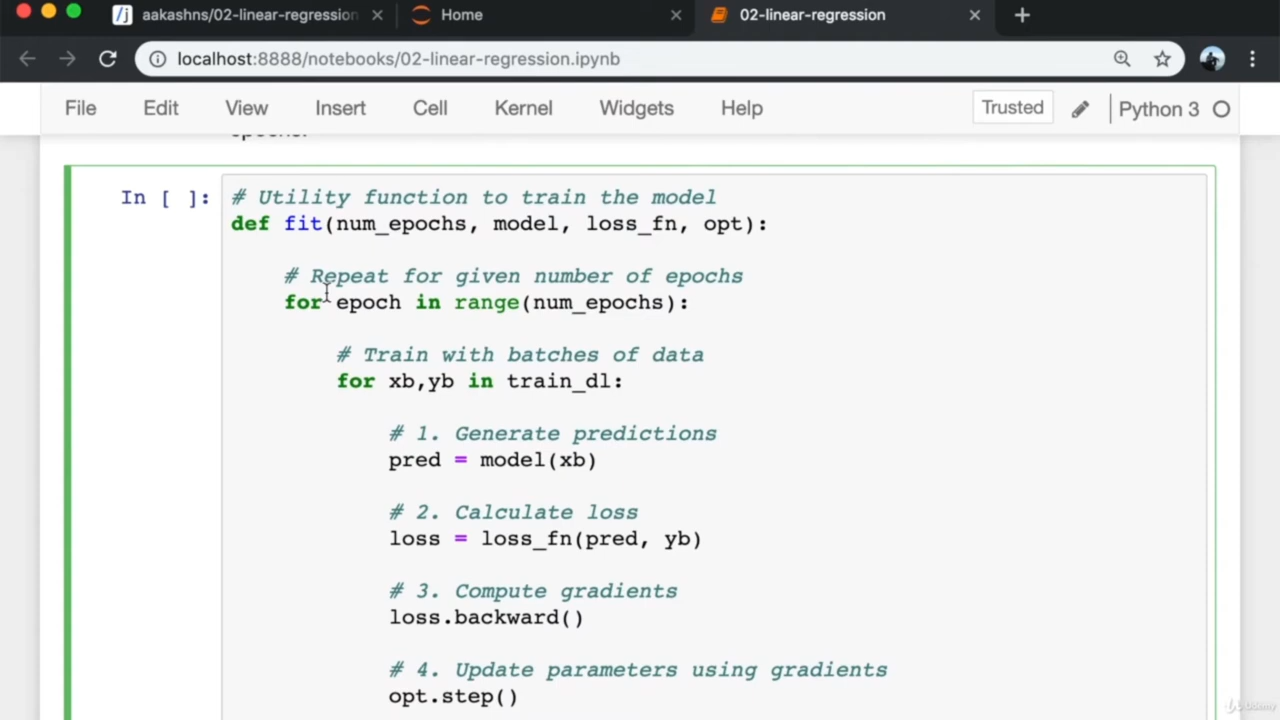 aakashns/02-linear-regression
Home
02-linear-regression
localhost:8888/notebooks/02-linear-regression.ipynb
File Edit View Insert Cell Kernel Widgets Help Trusted Python 3
epochs.
In [ ]:
# Utility function to train the model
def fit(num_epochs, model, loss_fn, opt):
# Repeat for given number of epochs
for epoch in range(num_epochs):
# Train with batches of data
for xb,yb in train_dl:
# 1. Generate predictions
pred = model(xb)
# 2. Calculate loss
loss = loss_fn(pred, yb)
# 3. Compute gradients
loss.backward()
# 4. Update parameters using gradients
opt.step()
Udemy